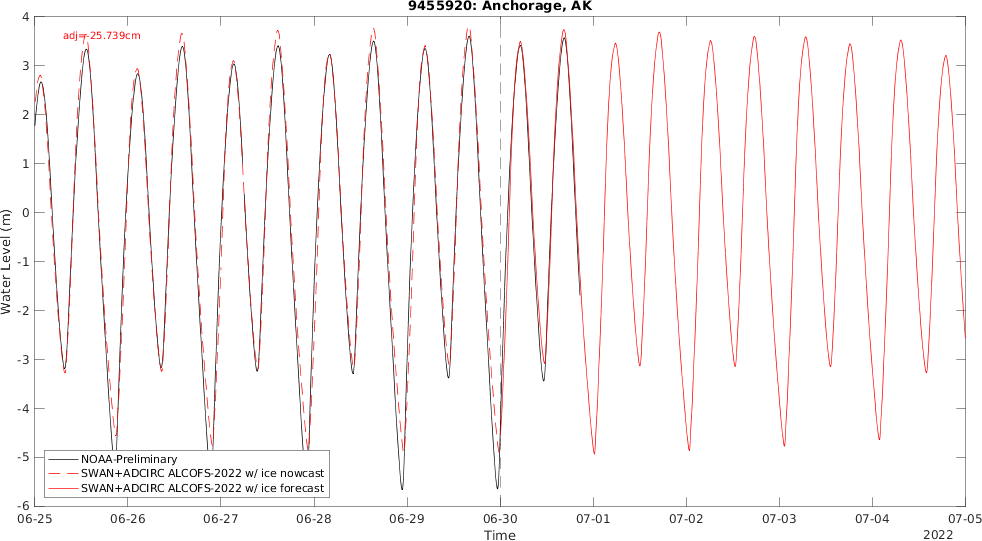 9455920: Anchorage, AK
adj=-25.739cm
4
3
2
1
0
-1
-2
-3
-4
-5
-6
Water Level (m)
NOAA-Preliminary
SWAN+ADCIRC ALCOFS-2022 w/ ice nowcast
SWAN+ADCIRC ALCOFS-2022 w/ ice forecast
06-25 06-26 06-27 06-28 06-29 06-30 07-01 07-02 07-03 07-04 07-05
Time
2022